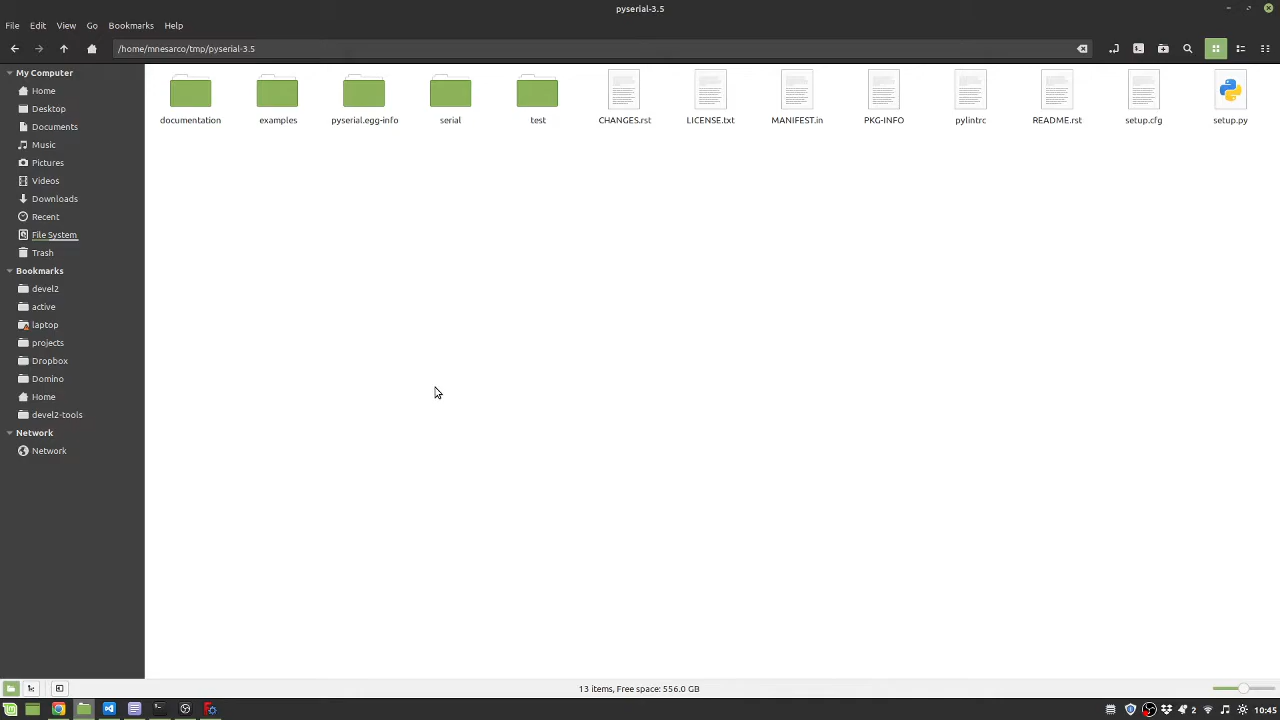 pyserial-3.5
File Edit View Go Bookmarks Help
/home/mnesarco/tmp/pyserial-3.5
My Computer
Home
Desktop
Documents
Music
Pictures
Videos
Downloads
Recent
File System
Trash
Bookmarks
devel2
active
laptop
projects
Dropbox
Domino
Home
devel2-tools
Network
Network
documentation examples pyserial.egg-info serial test CHANGES.rst LICENSE.txt MANIFEST.in PKG-INFO pylintrc README.rst setup.cfg setup.py
13 items, Free space: 556.0 GB
2 10:45